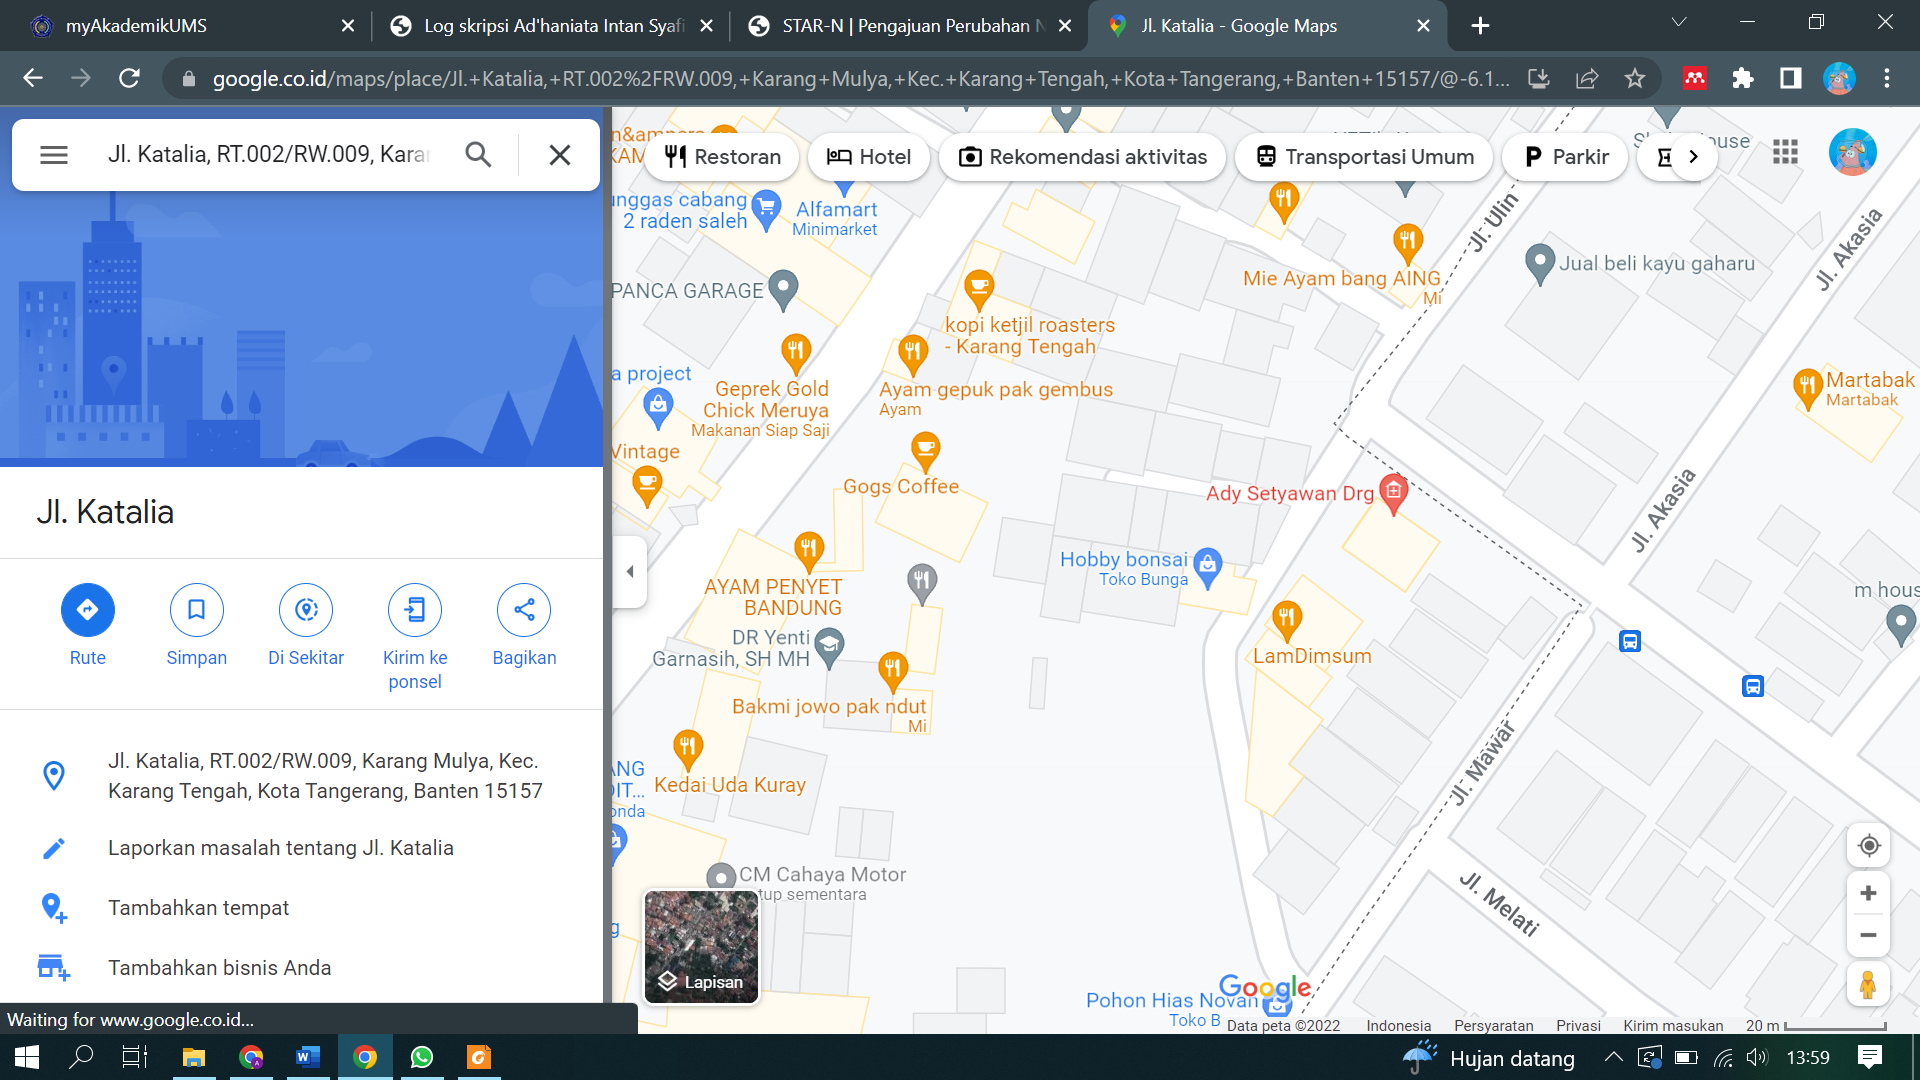 myAkademikUMS
Log skripsi Ad'haniata Intan Syafi
STAR-N | Pengajuan Perubahan N
Jl. Katalia - Google Maps
google.co.id/maps/place/Jl.+Katalia,+RT.002%2FRW.009,+Karang+Mulya,+Kec.+Karang+Tengah,+Kota+Tangerang,+Banten+15157/@-6.1...
Jl. Katalia, RT.002/RW.009, Karan
Restoran
Hotel
Rekomendasi aktivitas
Transportasi Umum
Parkir
Jl. Katalia
Rute
Simpan
Di Sekitar
Kirim ke
ponsel
Bagikan
Jl. Katalia, RT.002/RW.009, Karang Mulya, Kec.
Karang Tengah, Kota Tangerang, Banten 15157
Laporkan masalah tentang Jl. Katalia
Tambahkan tempat
Tambahkan bisnis Anda
Waiting for www.google.co.id...
unggas cabang
2 raden saleh
Alfamart
Minimarket
PANCA GARAGE
a project
Geprek Gold
Chick Meruya
Makanan Siap Saji
Vintage
kopi ketjil roasters
- Karang Tengah
Ayam gepuk pak gembus
Ayam
Gogs Coffee
AYAM PENYET
BANDUNG
DR Yenti
Garnasih, SH MH
Bakmi jowo pak ndut
Mi
Kedai Uda Kuray
ANG
DIT...
onda
CM Cahaya Motor
tup sementara
g
Lapisan
Mie Ayam bang AING
Mi
Jl. Ulin
Jual beli kayu gaharu
Jl. Akasia
Martabak
Martabak
Jl. Akasia
Ady Setyawan Drg
Hobby bonsai
Toko Bunga
LamDimsum
m hous
Jl. Mawar
Jl. Melati
Pohon Hias Novan
Toko B
Google
Data peta ©2022
Indonesia
Persyaratan
Privasi
Kirim masukan
20 m
Hujan datang
13:59